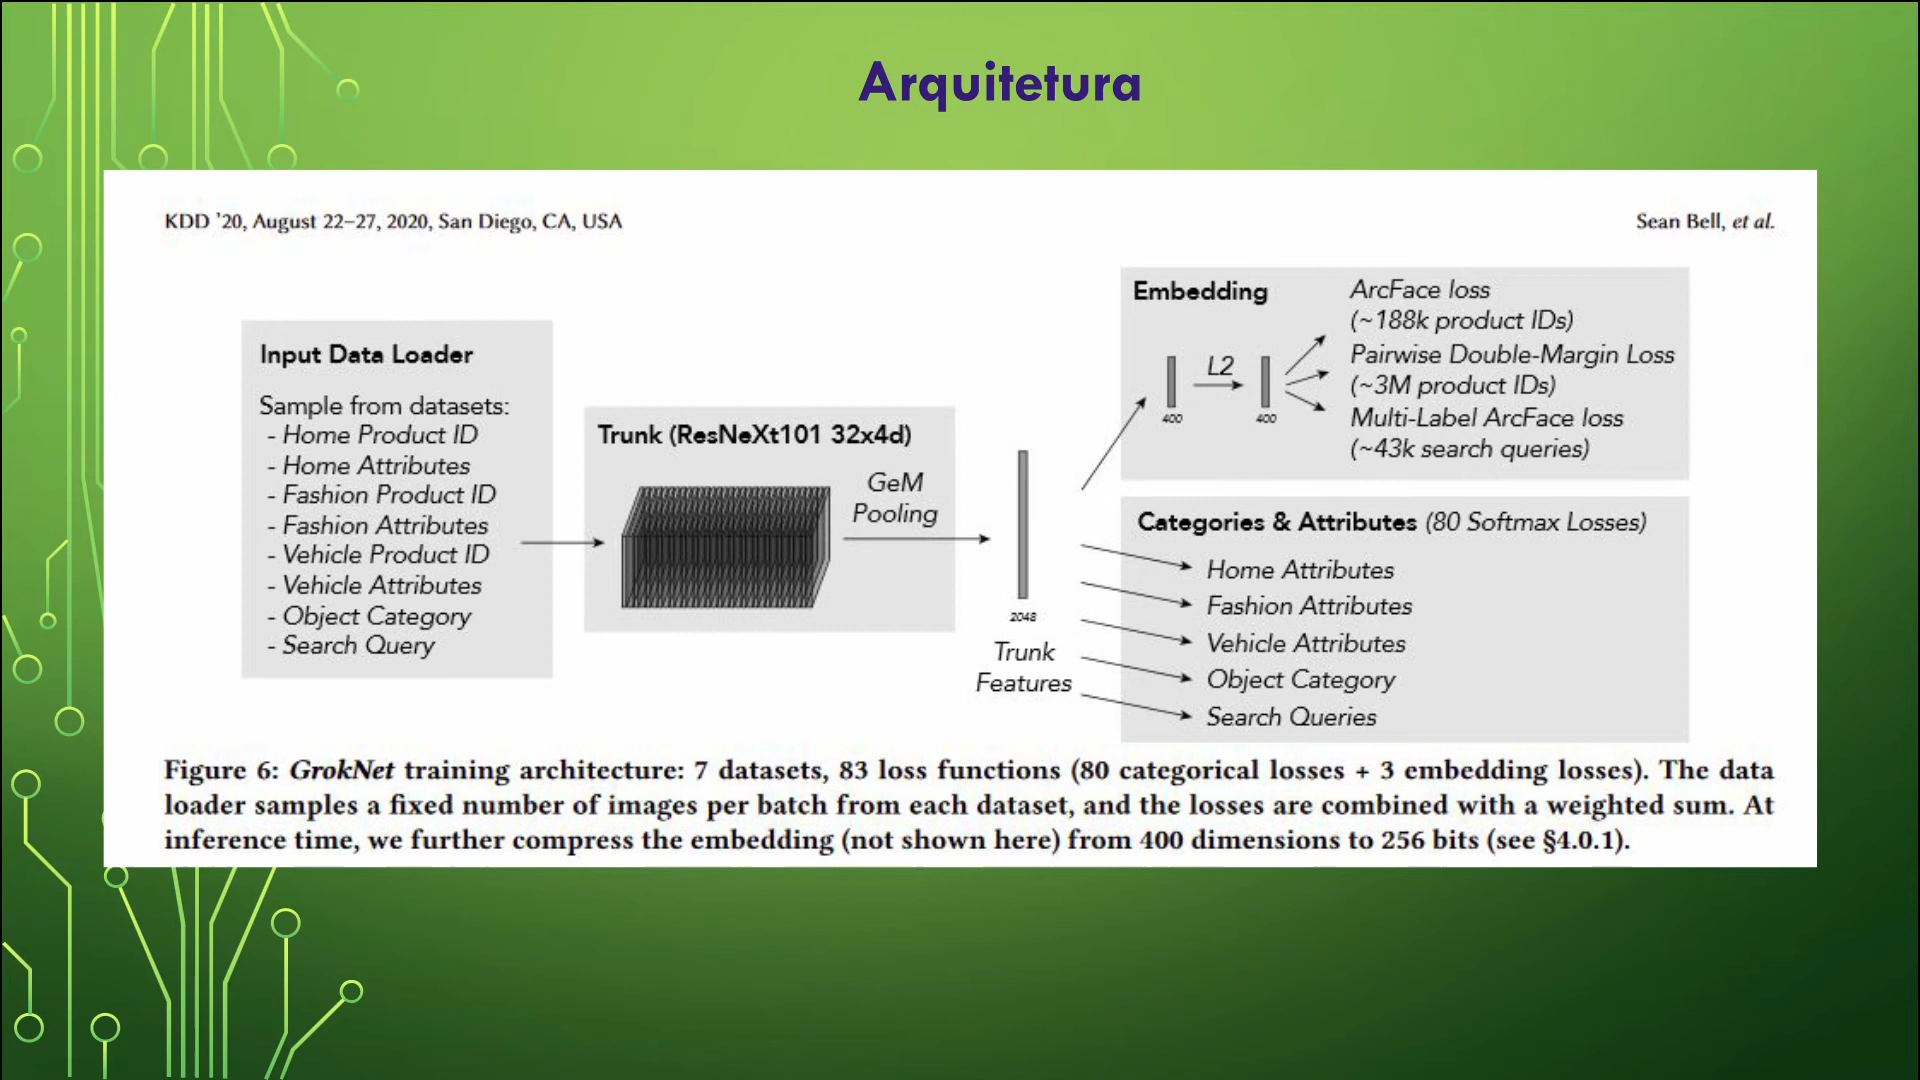 Arquitetura
KDD '20, August 22–27, 2020, San Diego, CA, USA
Sean Bell, et al.
Input Data Loader
Sample from datasets:
- Home Product ID
- Home Attributes
- Fashion Product ID
- Fashion Attributes
- Vehicle Product ID
- Vehicle Attributes
- Object Category
- Search Query
Trunk (ResNeXt101 32x4d)
GeM
Pooling
2048
Trunk
Features
Embedding
400
L2
400
ArcFace loss
(~188k product IDs)
Pairwise Double-Margin Loss
(~3M product IDs)
Multi-Label ArcFace loss
(~43k search queries)
Categories & Attributes (80 Softmax Losses)
Home Attributes
Fashion Attributes
Vehicle Attributes
Object Category
Search Queries
Figure 6: GrokNet training architecture: 7 datasets, 83 loss functions (80 categorical losses + 3 embedding losses). The data
loader samples a fixed number of images per batch from each dataset, and the losses are combined with a weighted sum. At
inference time, we further compress the embedding (not shown here) from 400 dimensions to 256 bits (see §4.0.1).